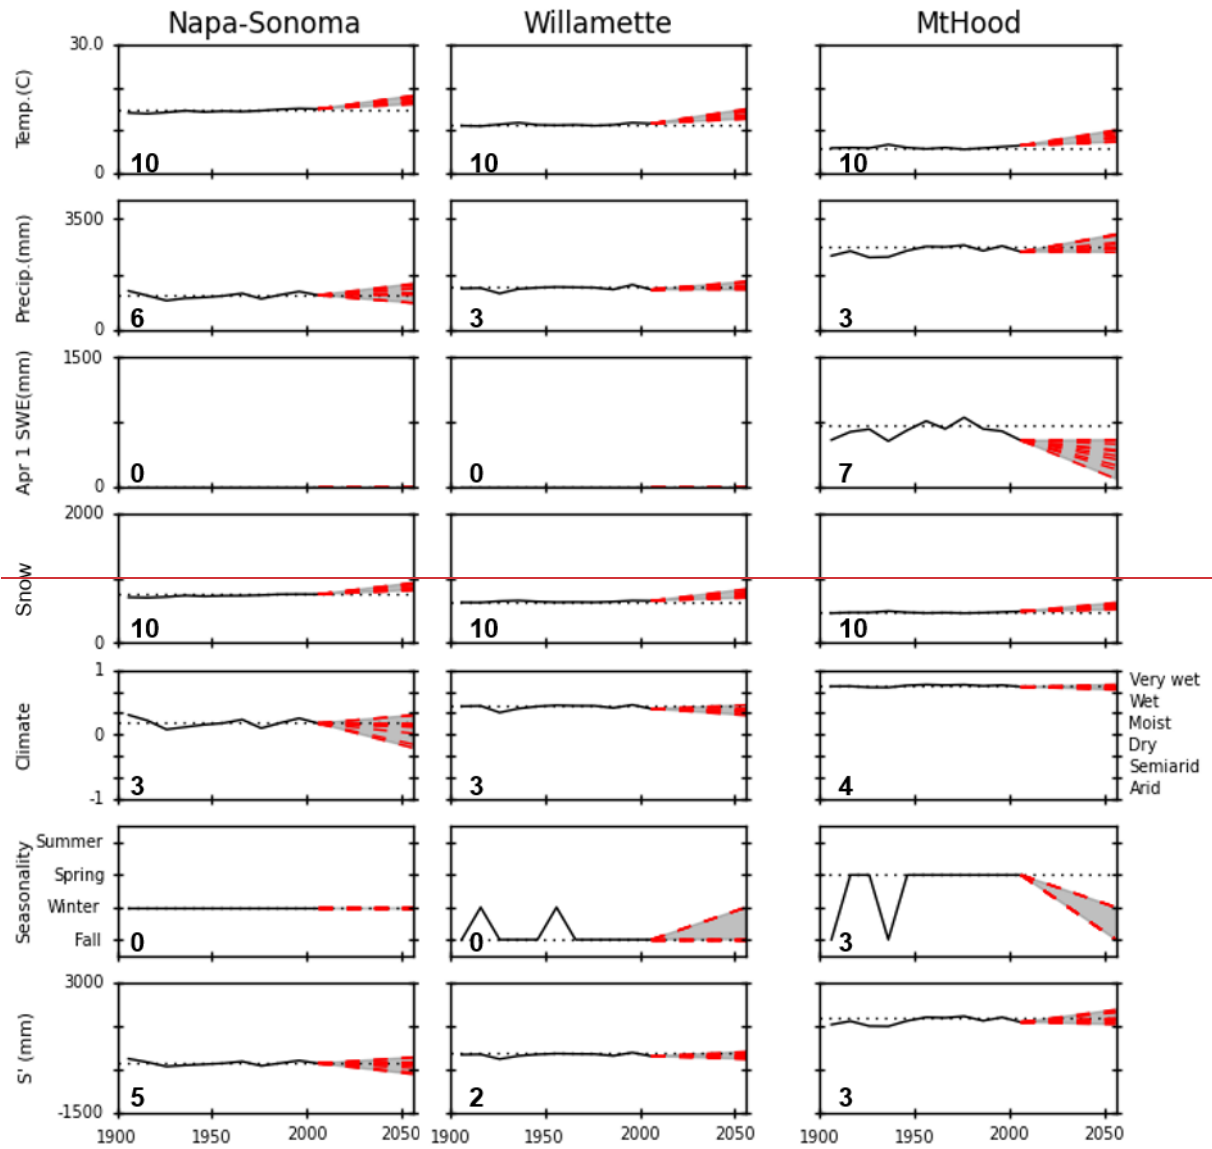 Napa-Sonoma Willamette MtHood
Temp.(C)
30.0
0
10 10 10
Precip.(mm)
3500
0
6 3 3
Apr 1 SWE(mm)
1500
0
0 0 7
Snow
2000
0
10 10 10
Climate
1
0
-1
3 3 4
Very wet
Wet
Moist
Dry
Semiarid
Arid
Seasonality
Summer
Spring
Winter
Fall
0 0 3
S' (mm)
3000
-1500
5 2 3
1900 1950 2000 2050 1900 1950 2000 2050 1900 1950 2000 2050